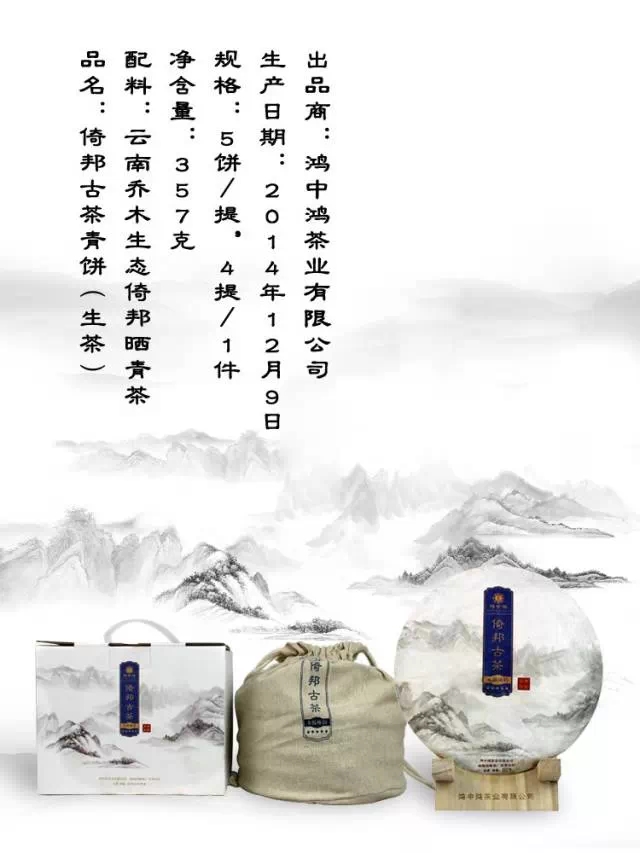 品名：倚邦古茶青饼（生茶）
配料：云南乔木生态倚邦晒青茶
净含量：357克
规格：5饼/提，4提/1件
生产日期：2014年12月9日
出品商：鸿中鸿茶业有限公司
倚邦古茶
倚邦古茶
倚邦古茶
鸿中鸿茶业有限公司